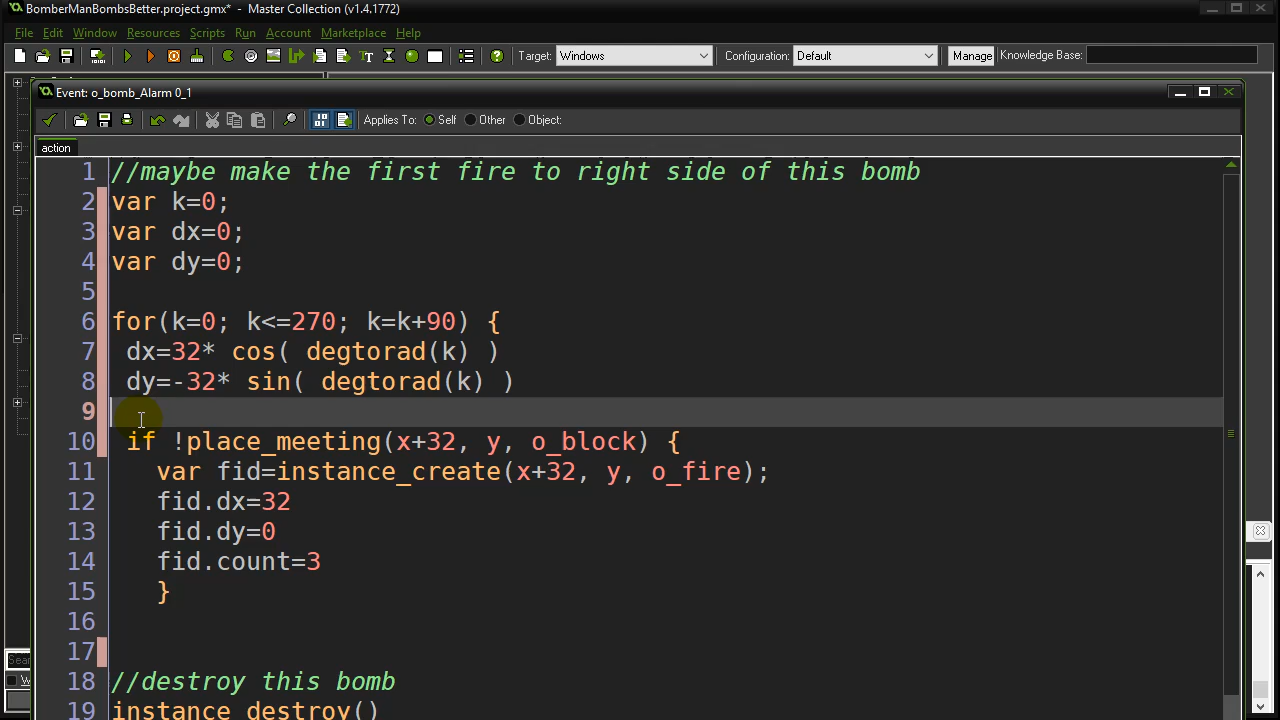 BomberManBombsBetter.project.gmx* - Master Collection (v1.4.1772)
File Edit Window Resources Scripts Run Account Marketplace Help
Target: Windows Configuration: Default Manage Knowledge Base:
Event: o_bomb_Alarm 0_1
Applies To: Self Other Object:
action
1 //maybe make the first fire to right side of this bomb
2 var k=0;
3 var dx=0;
4 var dy=0;
5
6 for(k=0; k<=270; k=k+90) {
7 dx=32* cos( degtorad(k) )
8 dy=-32* sin( degtorad(k) )
9
10 if !place_meeting(x+32, y, o_block) {
11 var fid=instance_create(x+32, y, o_fire);
12 fid.dx=32
13 fid.dy=0
14 fid.count=3
15 }
16
17
18 //destroy this bomb
19 instance_destroy()